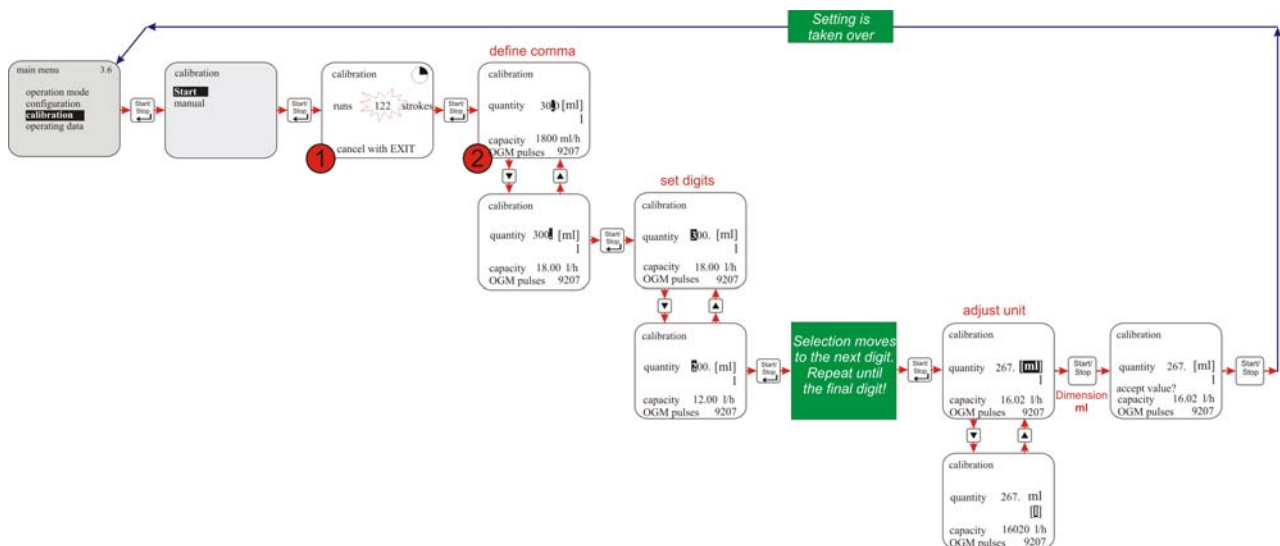 Setting is
taken over
define comma
main menu 3.6
operation mode
configuration
calibration
operating data
Start/
Stop
calibration
Start
manual
Start/
Stop
calibration
runs 122 strokes
cancel with EXIT
1
Start/
Stop
calibration
quantity 30.0 [ml]
l
capacity 1800 ml/h
OGM pulses 9207
2
calibration
quantity 300. [ml]
l
capacity 18.00 l/h
OGM pulses 9207
Start/
Stop
set digits
calibration
quantity 300. [ml]
l
capacity 18.00 l/h
OGM pulses 9207
calibration
quantity 200. [ml]
l
capacity 12.00 l/h
OGM pulses 9207
Start/
Stop
Selection moves
to the next digit.
Repeat until
the final digit!
Start/
Stop
adjust unit
calibration
quantity 267. [ml]
l
capacity 16.02 l/h
OGM pulses 9207
calibration
quantity 267. ml
[l]
capacity 16020 l/h
OGM pulses 9207
Start/
Stop
Dimension
ml
calibration
quantity 267. [ml]
l
accept value?
capacity 16.02 l/h
OGM pulses 9207
Start/
Stop